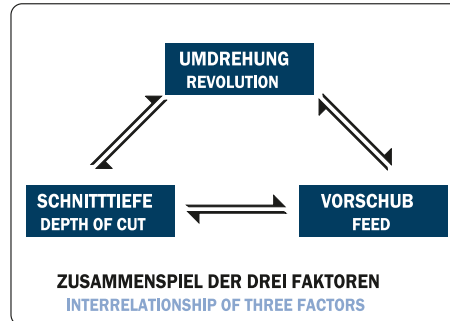 UMDREHUNG
REVOLUTION
SCHNITTTIEFE
DEPTH OF CUT
VORSCHUB
FEED
ZUSAMMENSPIEL DER DREI FAKTOREN
INTERRELATIONSHIP OF THREE FACTORS